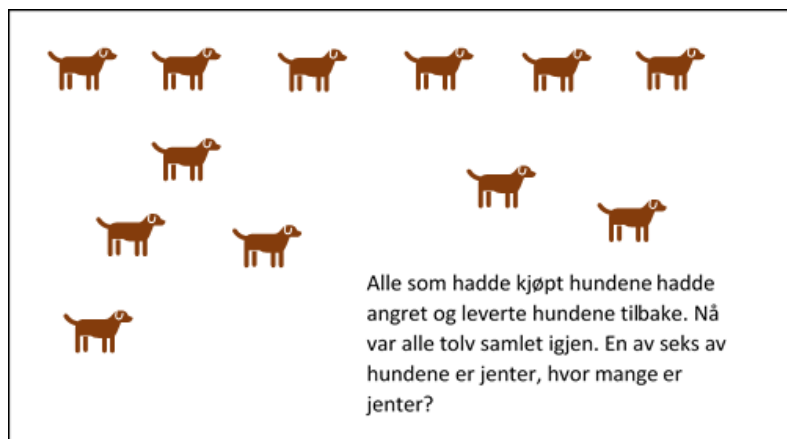 Alle som hadde kjøpt hundene hadde
angret og leverte hundene tilbake. Nå
var alle tolv samlet igjen. En av seks av
hundene er jenter, hvor mange er
jenter?